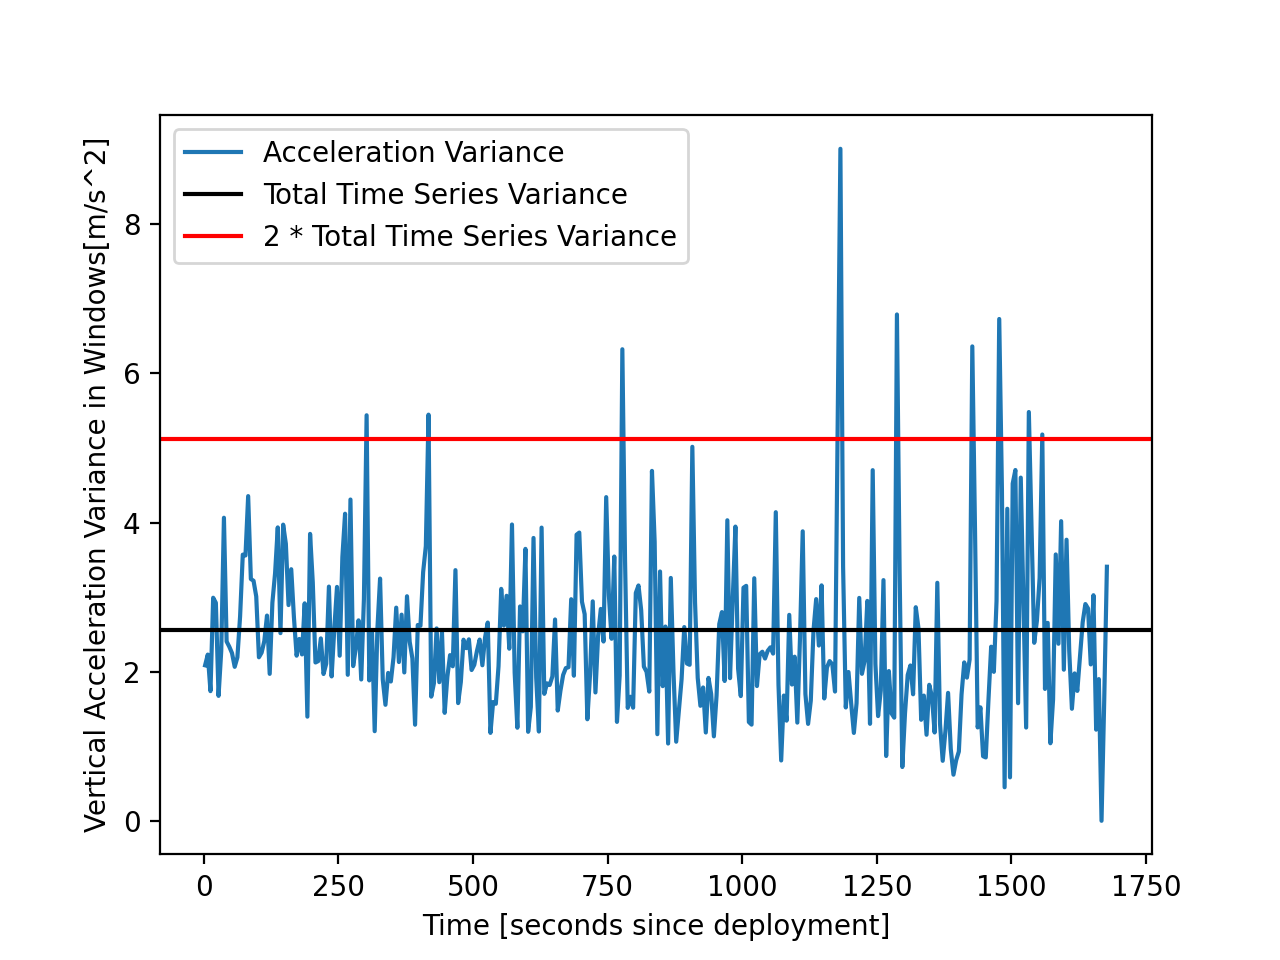 Acceleration Variance
Total Time Series Variance
2 * Total Time Series Variance
Vertical Acceleration Variance in Windows[m/s^2]
8
6
4
2
0
0 250 500 750 1000 1250 1500 1750
Time [seconds since deployment]